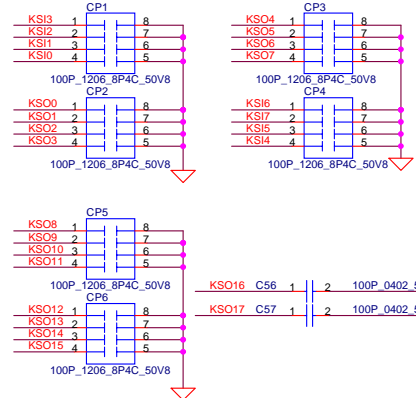 CP1
KSI3 1 8
KSI2 2 7
KSI1 3 6
KSI0 4 5
100P_1206_8P4C_50V8
CP2
KSO0 1 8
KSO1 2 7
KSO2 3 6
KSO3 4 5
100P_1206_8P4C_50V8
CP3
KSO4 1 8
KSO5 2 7
KSO6 3 6
KSO7 4 5
100P_1206_8P4C_50V8
CP4
KSI6 1 8
KSI7 2 7
KSI5 3 6
KSI4 4 5
100P_1206_8P4C_50V8
CP5
KSO8 1 8
KSO9 2 7
KSO10 3 6
KSO11 4 5
100P_1206_8P4C_50V8
CP6
KSO12 1 8
KSO13 2 7
KSO14 3 6
KSO15 4 5
100P_1206_8P4C_50V8
KSO16 C56 1 2 100P_0402_5
KSO17 C57 1 2 100P_0402_5